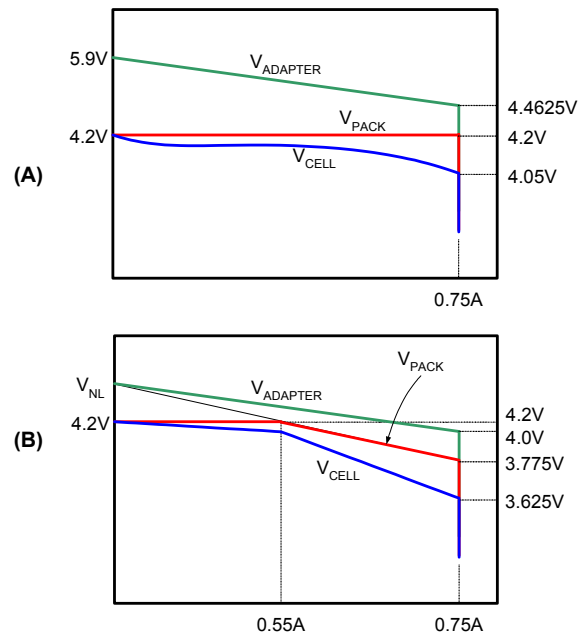 5.9V
V_ADAPTER
4.4625V
V_PACK
4.2V
4.2V
V_CELL
(A)
4.05V
0.75A
V_PACK
V_NL
V_ADAPTER
4.2V
4.2V
4.0V
(B)
V_CELL
3.775V
3.625V
0.55A
0.75A